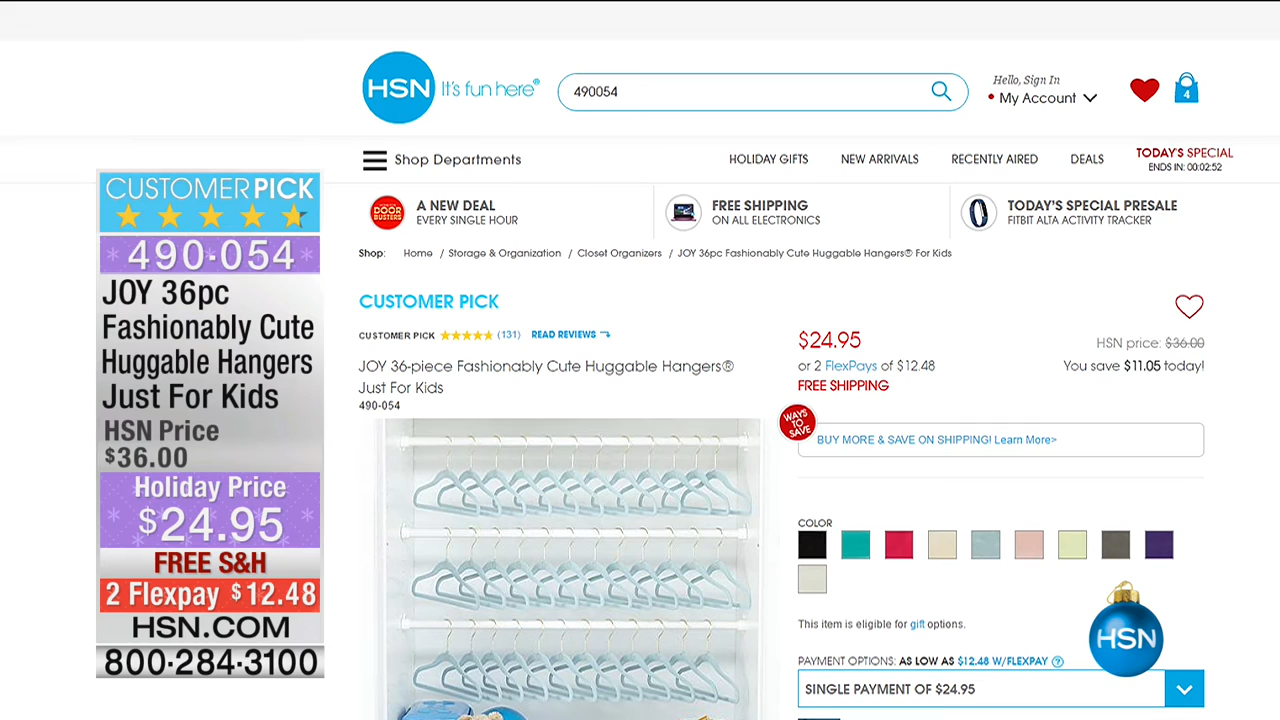 HSN It's fun here®
490054
Hello, Sign In
My Account
4
Shop Departments
HOLIDAY GIFTS
NEW ARRIVALS
RECENTLY AIRED
DEALS
TODAY'S SPECIAL
ENDS IN: 00:02:52
DOOR BUSTERS
A NEW DEAL
EVERY SINGLE HOUR
FREE SHIPPING
ON ALL ELECTRONICS
TODAY'S SPECIAL PRESALE
FITBIT ALTA ACTIVITY TRACKER
CUSTOMER PICK
490-054
JOY 36pc
Fashionably Cute
Huggable Hangers
Just For Kids
HSN Price
$36.00
Holiday Price
$24.95
FREE S&H
2 Flexpay $12.48
HSN.COM
800-284-3100
Shop: Home / Storage & Organization / Closet Organizers / JOY 36pc Fashionably Cute Huggable Hangers® For Kids
CUSTOMER PICK
CUSTOMER PICK (131) READ REVIEWS
JOY 36-piece Fashionably Cute Huggable Hangers®
Just For Kids
490-054
$24.95
HSN price: $36.00
or 2 FlexPays of $12.48
You save $11.05 today!
FREE SHIPPING
WAYS TO SAVE
BUY MORE & SAVE ON SHIPPING! Learn More>
COLOR
This item is eligible for gift options.
HSN
PAYMENT OPTIONS: AS LOW AS $12.48 W/FLEXPAY ?
SINGLE PAYMENT OF $24.95